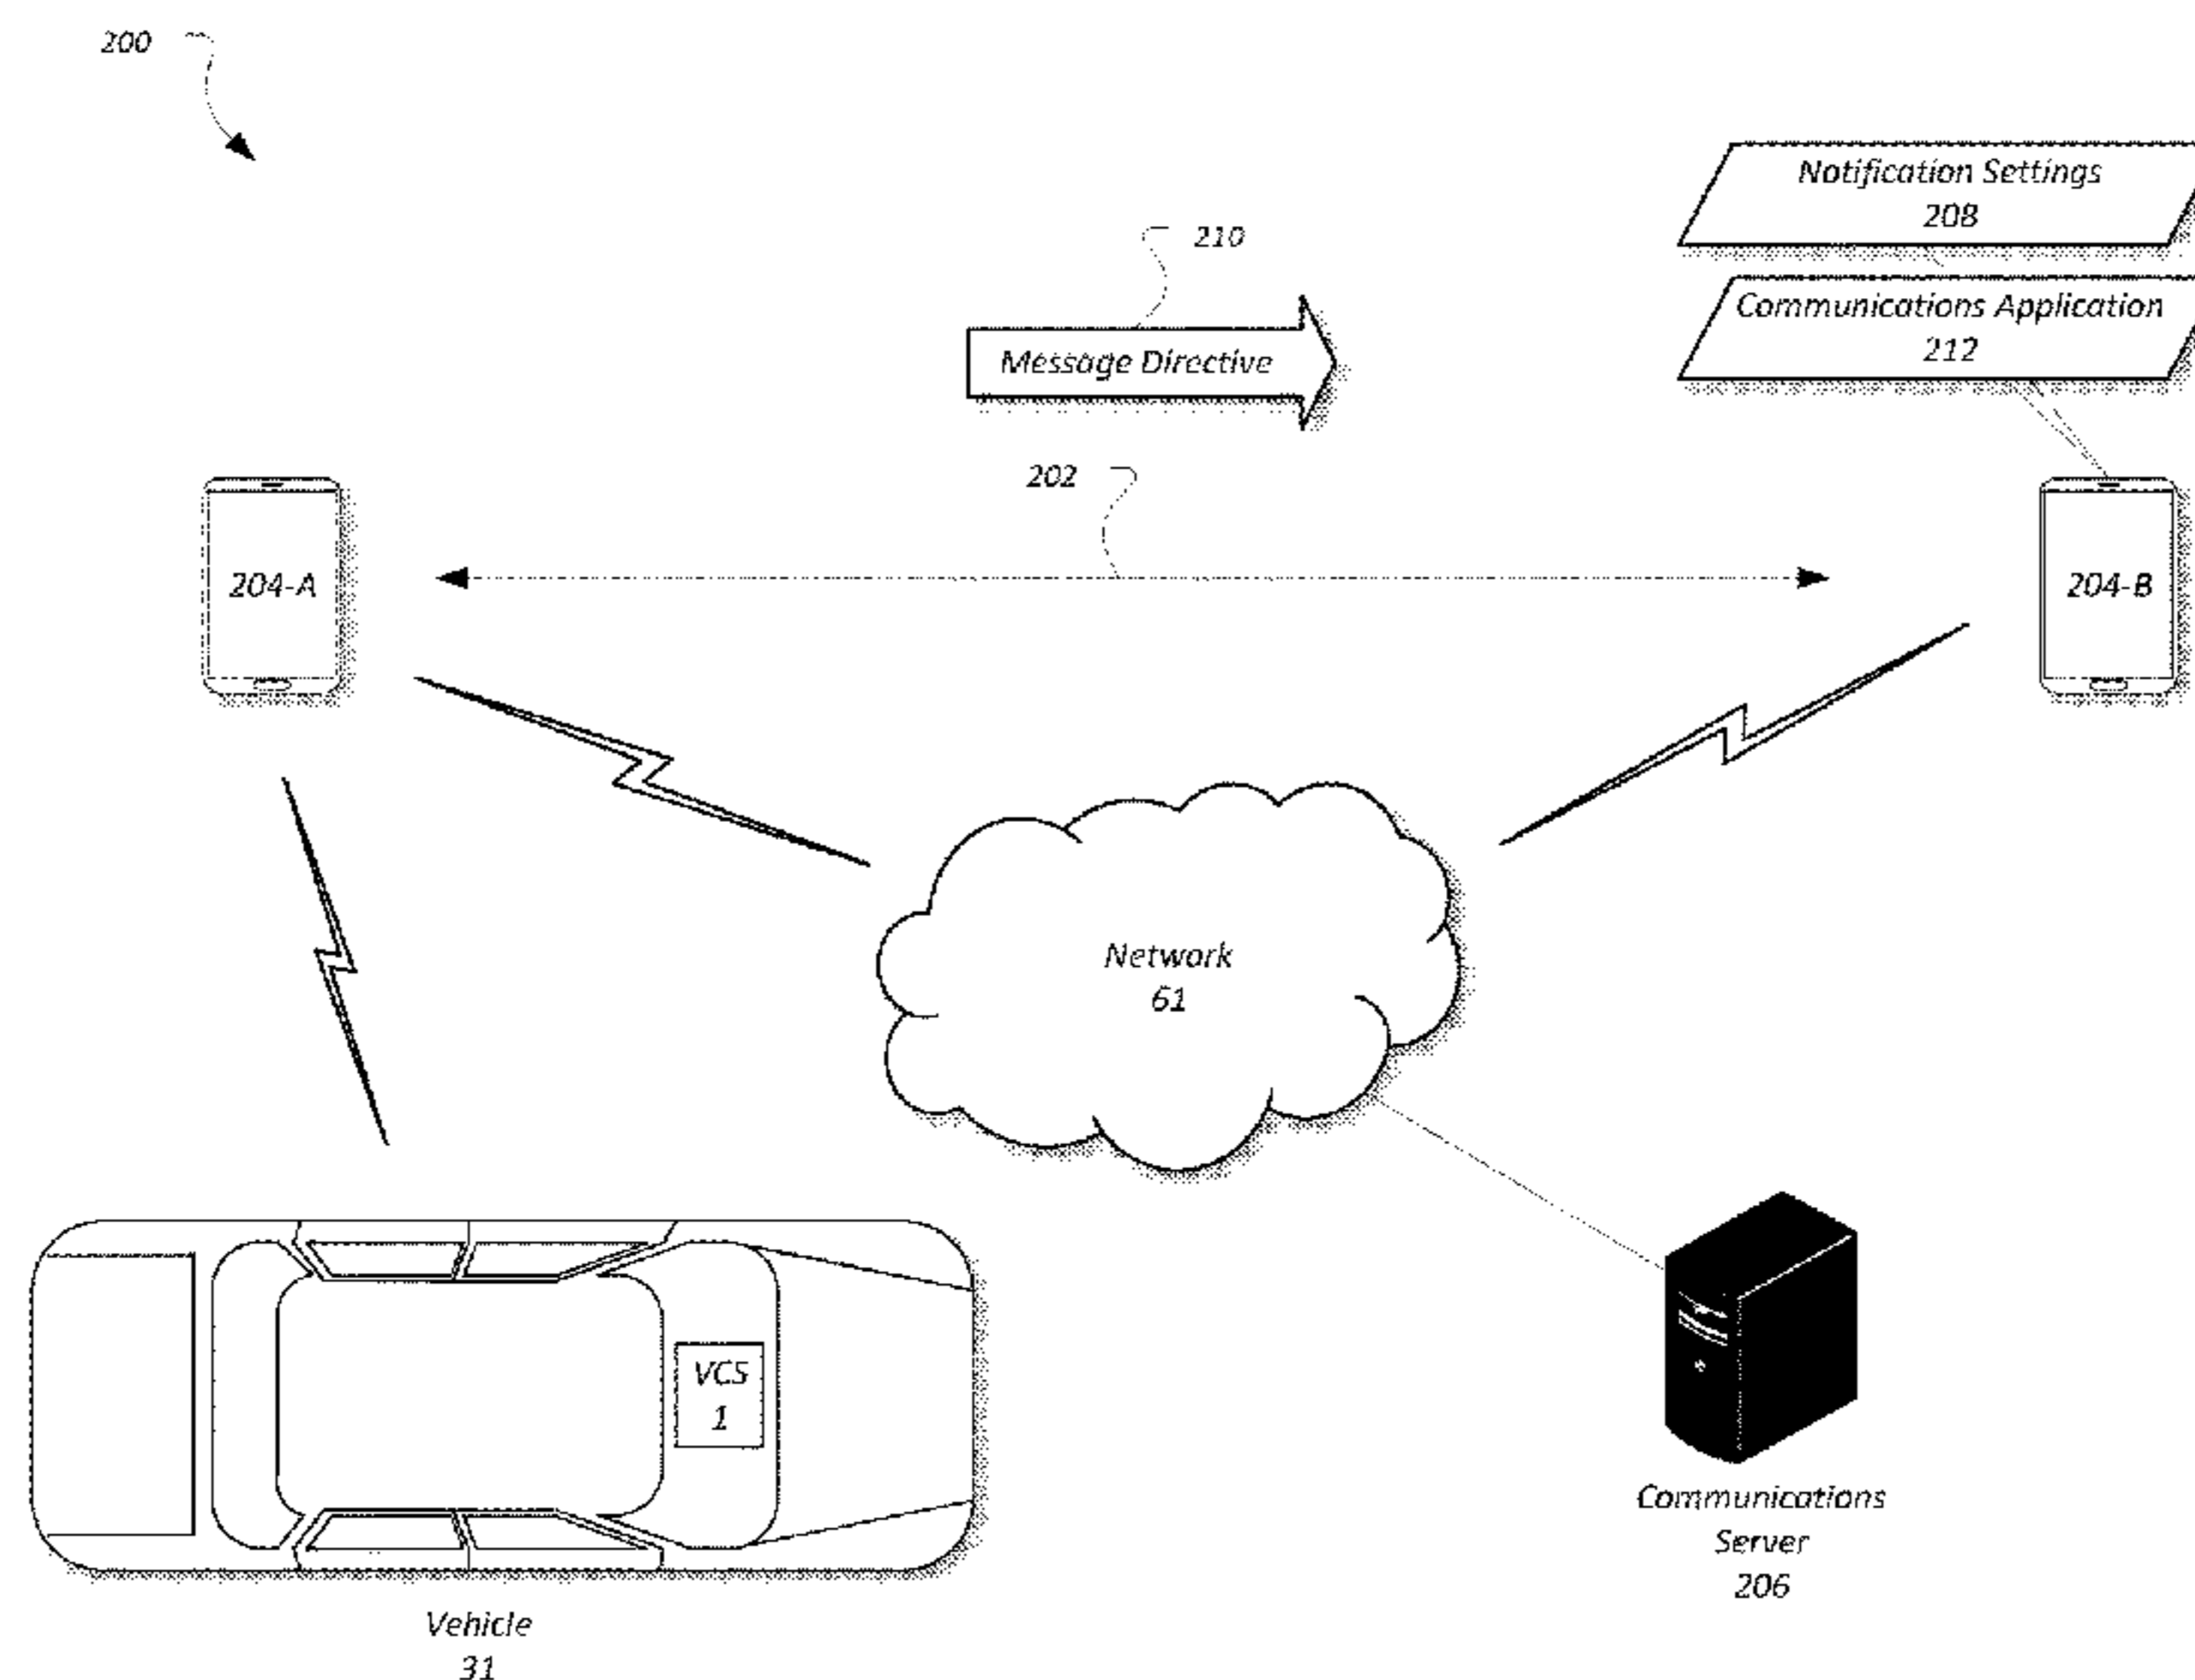 200
Notification Settings
208
210
Communications Application
212
Message Directive
202
204-A
204-B
Network
61
VCS
1
Communications
Server
206
Vehicle
31